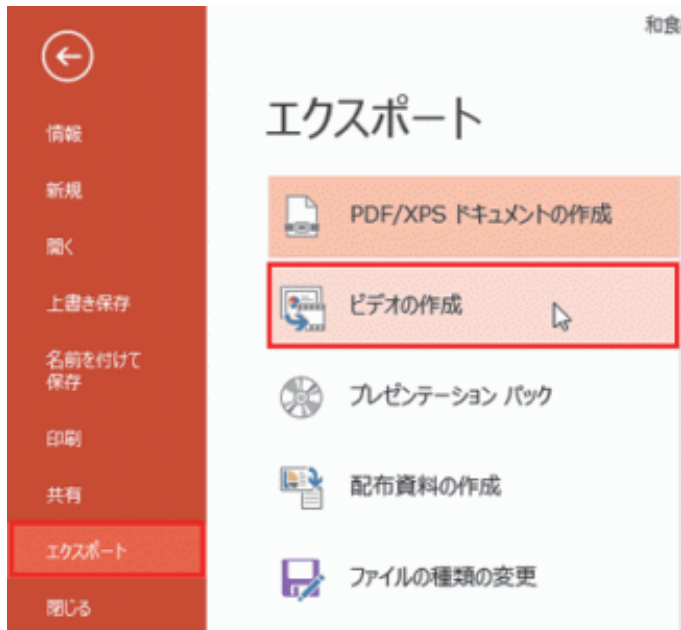 和食
エクスポート
情報
新規
開く
上書き保存
名前を付けて
保存
印刷
共有
エクスポート
閉じる
PDF/XPS ドキュメントの作成
ビデオの作成
プレゼンテーション パック
配布資料の作成
ファイルの種類の変更